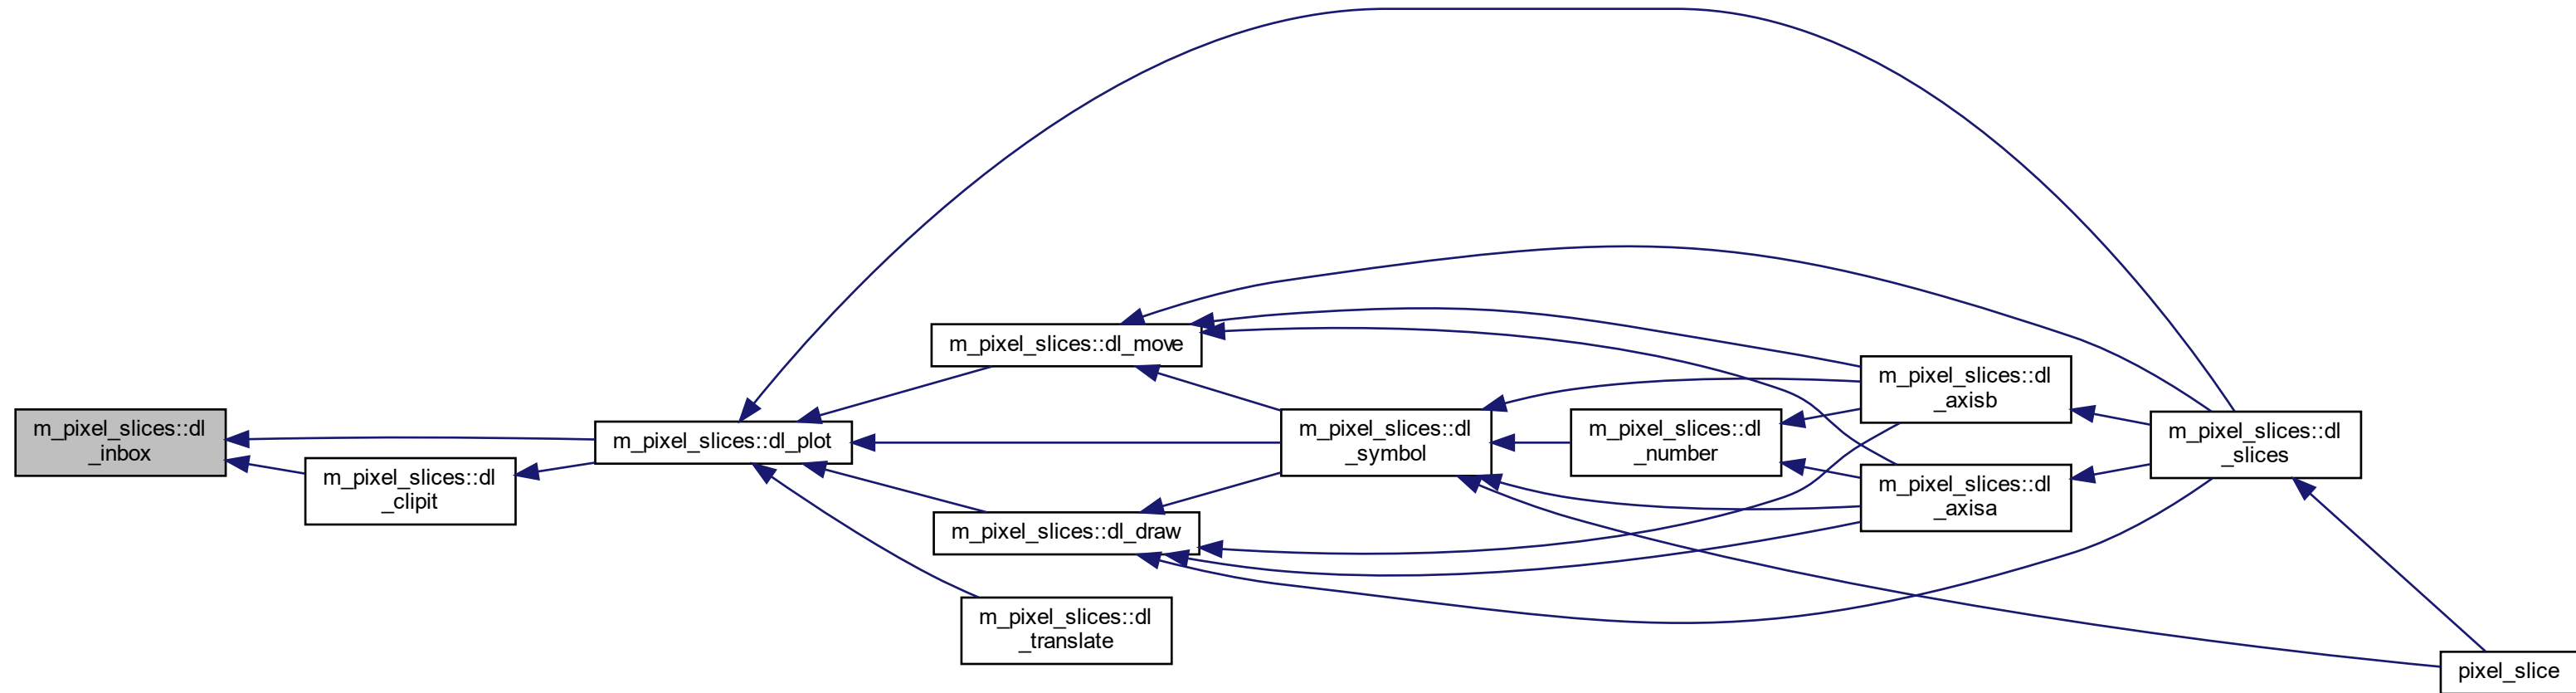 m_pixel_slices::dl
_inbox
m_pixel_slices::dl
_clipit
m_pixel_slices::dl_plot
m_pixel_slices::dl_move
m_pixel_slices::dl_draw
m_pixel_slices::dl
_translate
m_pixel_slices::dl
_symbol
m_pixel_slices::dl
_number
m_pixel_slices::dl
_axisb
m_pixel_slices::dl
_axisa
m_pixel_slices::dl
_slices
pixel_slice